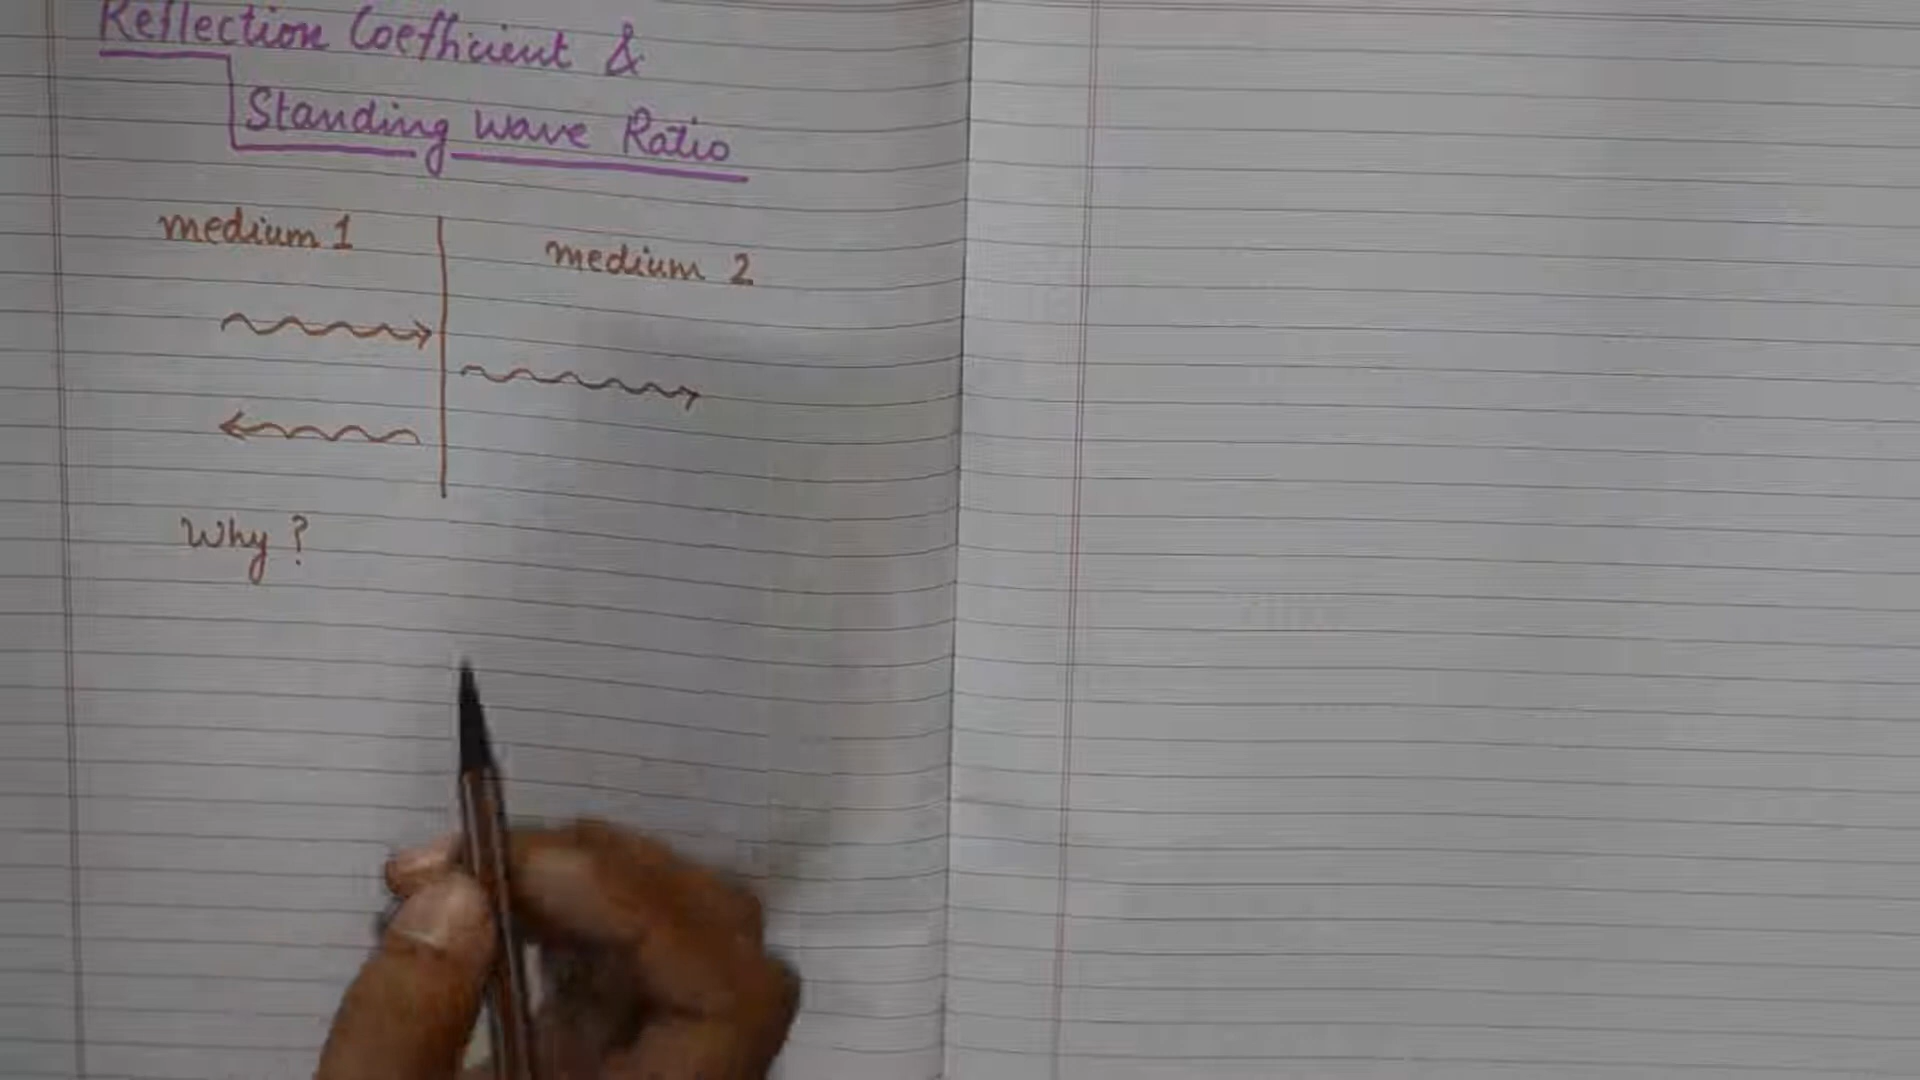 Reflection Coefficient &
Standing Wave Ratio
medium 1
medium 2
Why?